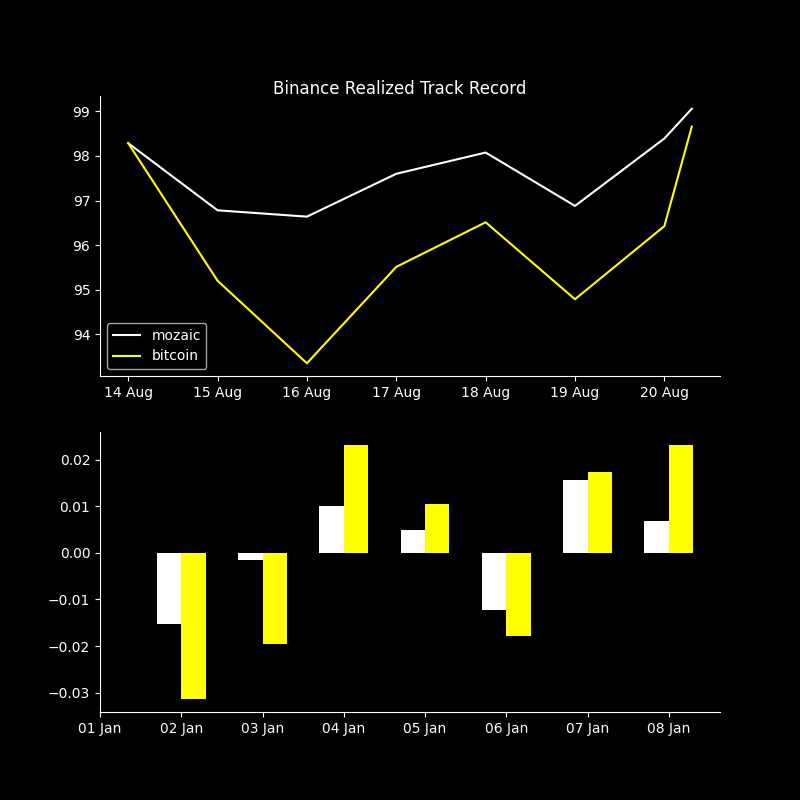 Binance Realized Track Record
99
98
97
96
95
94
mozaic
bitcoin
14 Aug 15 Aug 16 Aug 17 Aug 18 Aug 19 Aug 20 Aug
0.02
0.01
0.00
−0.01
−0.02
−0.03
01 Jan 02 Jan 03 Jan 04 Jan 05 Jan 06 Jan 07 Jan 08 Jan